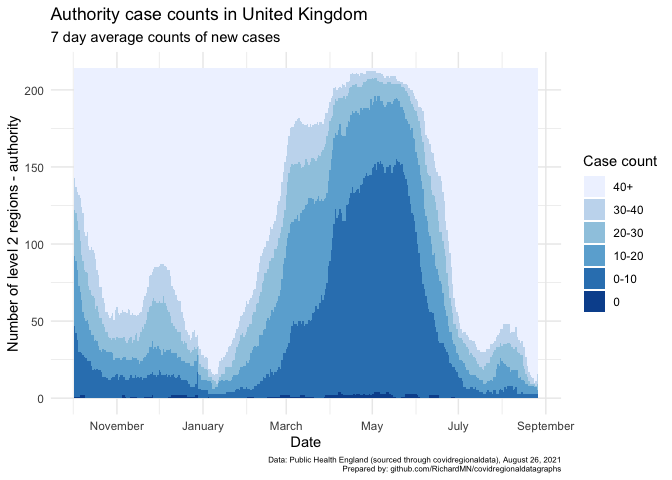 Authority case counts in United Kingdom
7 day average counts of new cases
Number of level 2 regions - authority
200
150
100
50
0
November January March May July September
Date
Case count
40+
30-40
20-30
10-20
0-10
0
Data: Public Health England (sourced through covidregionaldata), August 26, 2021
Prepared by: github.com/RichardMN/covidregionaldatagraphs